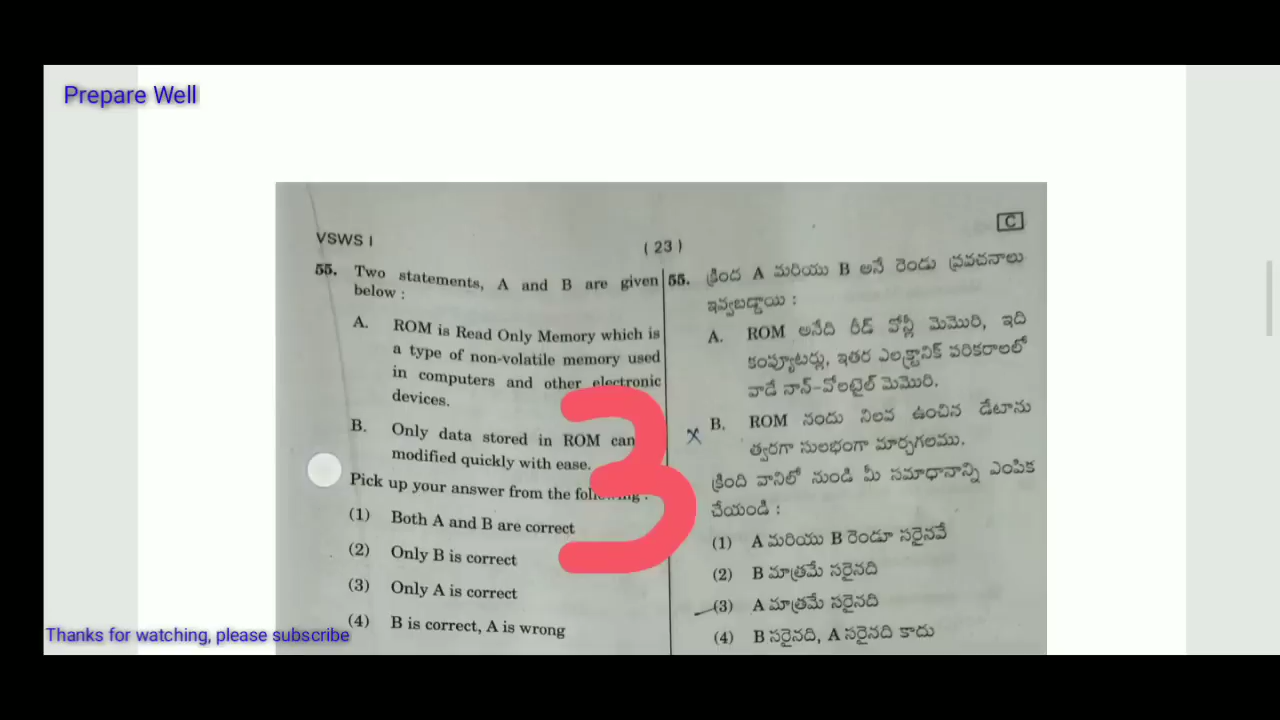 Prepare Well
C
VSWS I
( 23 )
55. Two statements, A and B are given
below :
A. ROM is Read Only Memory which is
a type of non-volatile memory used
in computers and other electronic
devices.
B. Only data stored in ROM can
modified quickly with ease.
Pick up your answer from the
(1) Both A and B are correct
(2) Only B is correct
(3) Only A is correct
(4) B is correct, A is wrong
3
55. క్రింద A మరియు B అనే రెండు ప్రవచనాలు
ఇవ్వబడ్డాయి :
A. ROM అనేది రీడ్ వోన్లీ మెమొరి, ఇది
కంప్యూటర్లు, ఇతర ఎలక్ట్రానిక్ పరికరాలలో
వాడే నాన్-వోలటైల్ మెమొరి.
B. ROM నందు నిలవ ఉంచిన డేటాను
త్వరగా సులభంగా మార్చగలము.
క్రింది వానిలో నుండి మీ సమాధానాన్ని ఎంపిక
చేయండి :
(1) A మరియు B రెండూ సరైనవే
(2) B మాత్రమే సరైనది
(3) A మాత్రమే సరైనది
(4) B సరైనది, A సరైనది కాదు
Thanks for watching, please subscribe